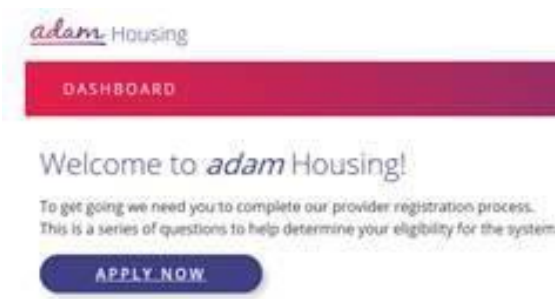 adam Housing
DASHBOARD
Welcome to adam Housing!
To get going we need you to complete our provider registration process.
This is a series of questions to help determine your eligibility for the system
APPLY NOW